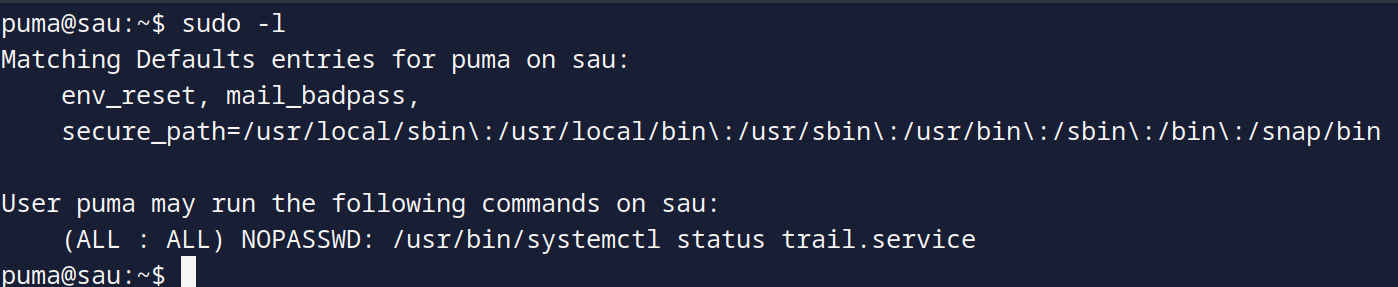 puma@sau:~$ sudo -l
Matching Defaults entries for puma on sau:
    env_reset, mail_badpass,
    secure_path=/usr/local/sbin\:/usr/local/bin\:/usr/sbin\:/usr/bin\:/sbin\:/bin\:/snap/bin

User puma may run the following commands on sau:
    (ALL : ALL) NOPASSWD: /usr/bin/systemctl status trail.service
puma@sau:~$